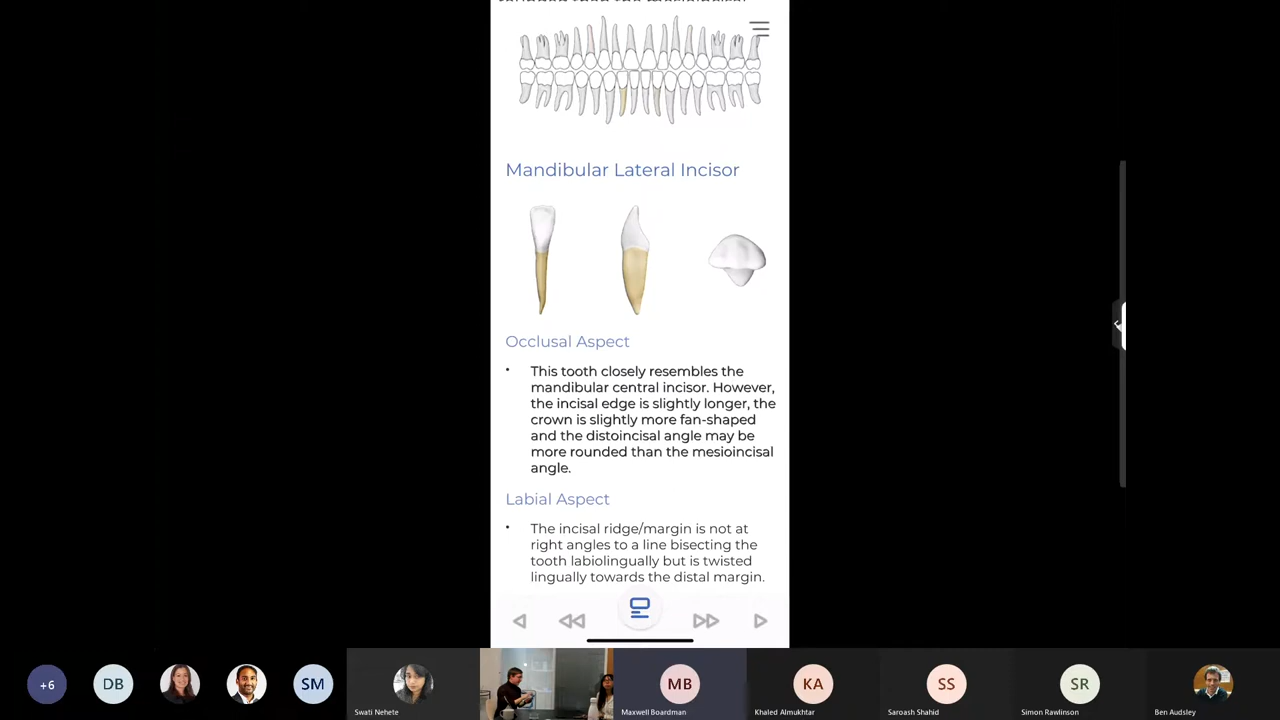 Mandibular Lateral Incisor
Occlusal Aspect
• This tooth closely resembles the
mandibular central incisor. However,
the incisal edge is slightly longer, the
crown is slightly more fan-shaped
and the distoincisal angle may be
more rounded than the mesioincisal
angle.
Labial Aspect
• The incisal ridge/margin is not at
right angles to a line bisecting the
tooth labiolingually but is twisted
lingually towards the distal margin.
+6
DB
SM
Swati Nehete
MB
Maxwell Boardman
KA
Khaled Almukhtar
SS
Saroash Shahid
SR
Simon Rawlinson
Ben Audsley